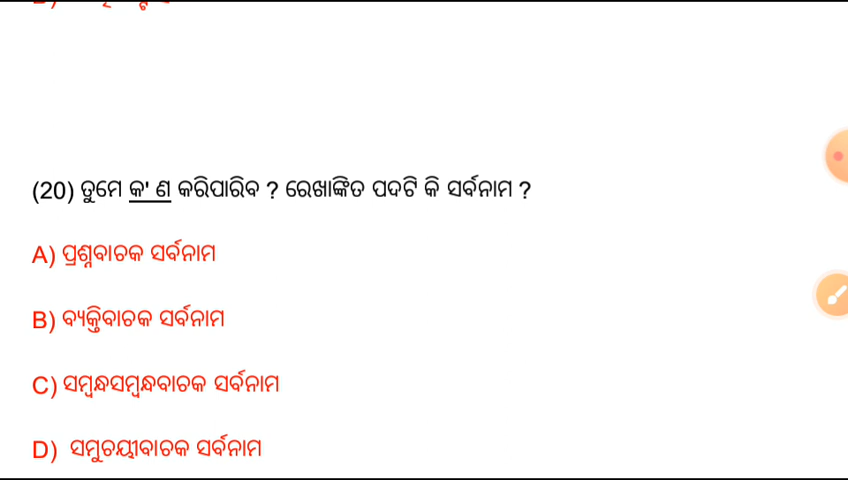 (20) ତୁମେ କ' ଣ କରିପାରିବ ? ରେଖାଙ୍କିତ ପଦଟି କି ସର୍ବନାମ ?
A) ପ୍ରଶ୍ନବାଚକ ସର୍ବନାମ
B) ବ୍ୟକ୍ତିବାଚକ ସର୍ବନାମ
C) ସମ୍ବନ୍ଧସମ୍ବନ୍ଧବାଚକ ସର୍ବନାମ
D) ସମୁଚୟୀବାଚକ ସର୍ବନାମ